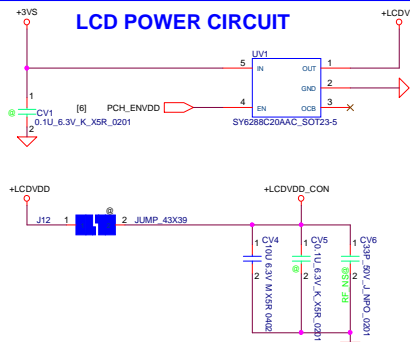 LCD POWER CIRCUIT
+3VS
+LCDV
UV1
5 IN OUT 1
GND 2
[6] PCH_ENVDD 4 EN OCB 3
SY6288C20AAC_SOT23-5
1
@ CV1
2
0.1U_6.3V_K_X5R_0201
+LCDVDD
+LCDVDD_CON
@
J12 1 2 JUMP_43X39
1 CV4
2
10U_6.3V_M_X5R_0402
1 CV5
2
@
0.1U_6.3V_K_X5R_0201
1 CV6
2
RF_NS@
33P_50V_J_NPO_0201